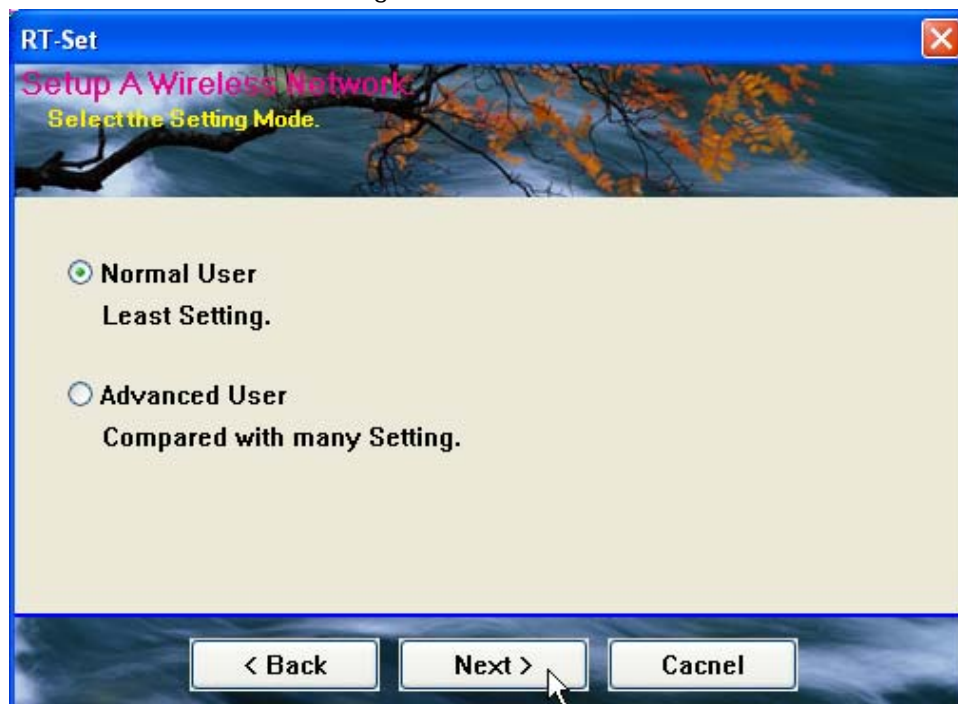 RT-Set
Setup A Wireless Network.
Select the Setting Mode.
Normal User
Least Setting.
Advanced User
Compared with many Setting.
< Back
Next >
Cacnel